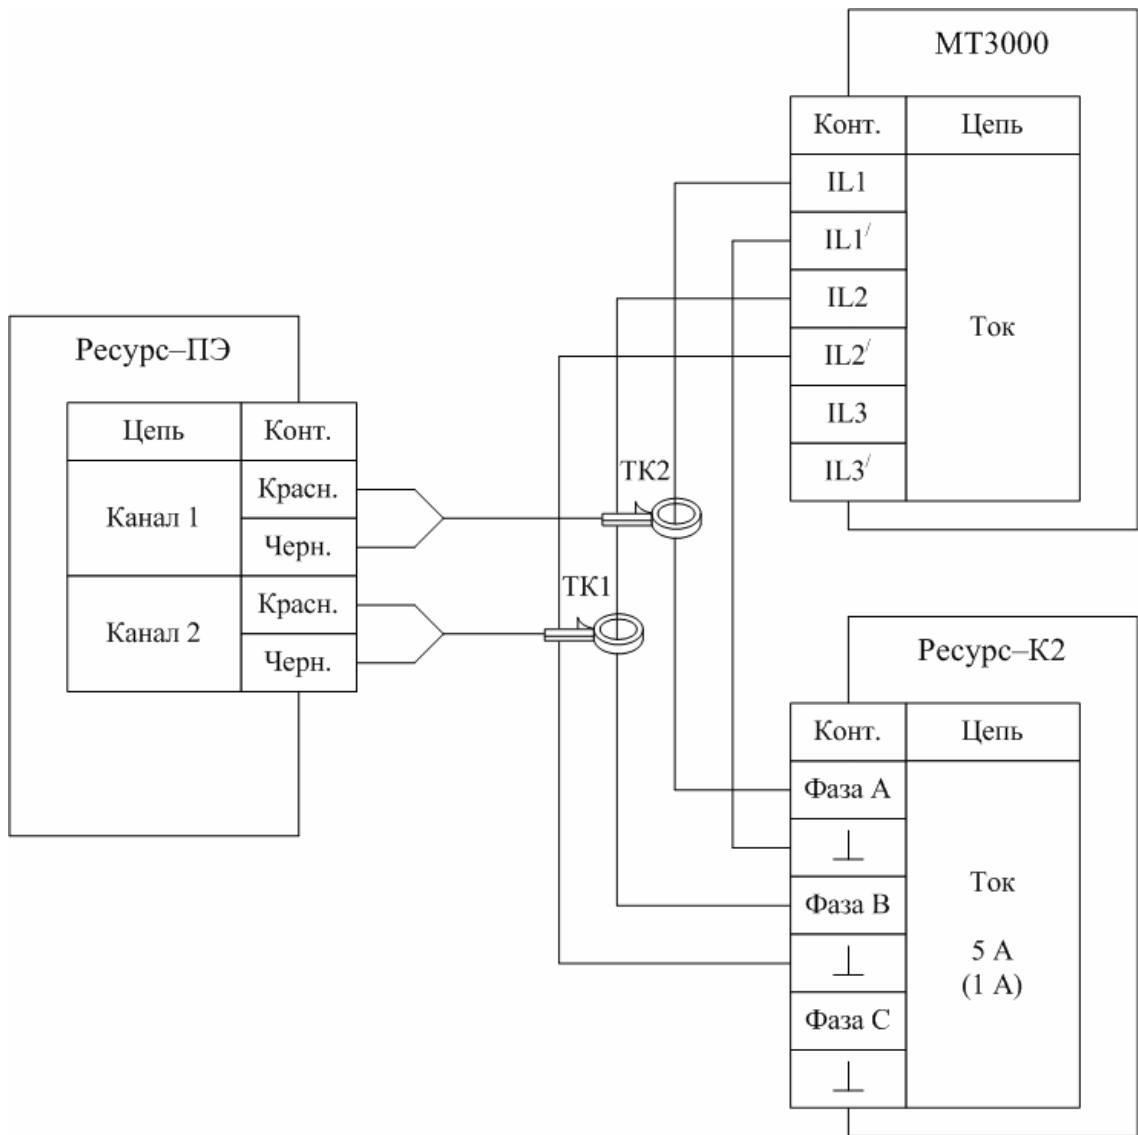 МТ3000
Конт. Цепь
IL1
IL1/
IL2
IL2/
IL3
IL3/
Ток
Ресурс–ПЭ
Цепь Конт.
Канал 1
Красн.
Черн.
Канал 2
Красн.
Черн.
ТК2
ТК1
Ресурс–К2
Конт. Цепь
Фаза А
⊥
Фаза В
⊥
Фаза С
⊥
Ток
5 А
(1 А)